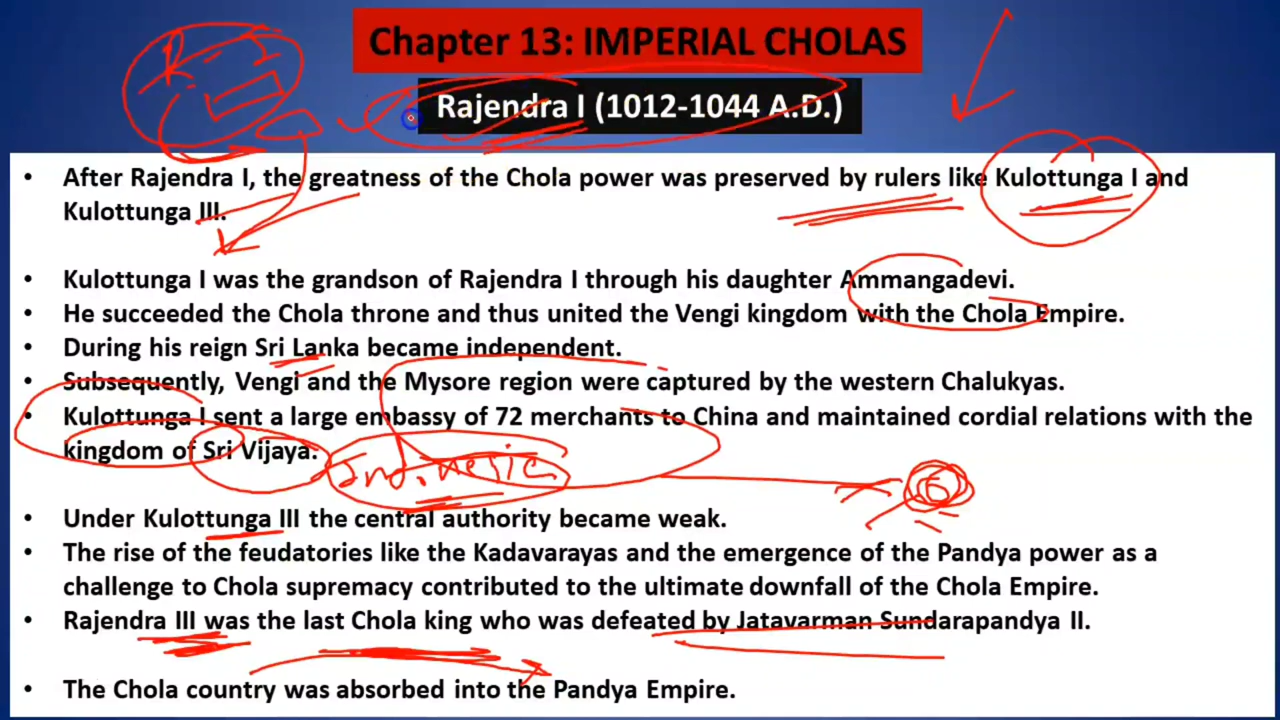 Chapter 13: IMPERIAL CHOLAS
R-I
Rajendra I (1012-1044 A.D.)
• After Rajendra I, the greatness of the Chola power was preserved by rulers like Kulottunga I and
Kulottunga III.
• Kulottunga I was the grandson of Rajendra I through his daughter Ammangadevi.
• He succeeded the Chola throne and thus united the Vengi kingdom with the Chola Empire.
• During his reign Sri Lanka became independent.
• Subsequently, Vengi and the Mysore region were captured by the western Chalukyas.
• Kulottunga I sent a large embassy of 72 merchants to China and maintained cordial relations with the
kingdom of Sri Vijaya.
Indonesia
• Under Kulottunga III the central authority became weak.
• The rise of the feudatories like the Kadavarayas and the emergence of the Pandya power as a
challenge to Chola supremacy contributed to the ultimate downfall of the Chola Empire.
• Rajendra III was the last Chola king who was defeated by Jatavarman Sundarapandya II.
• The Chola country was absorbed into the Pandya Empire.